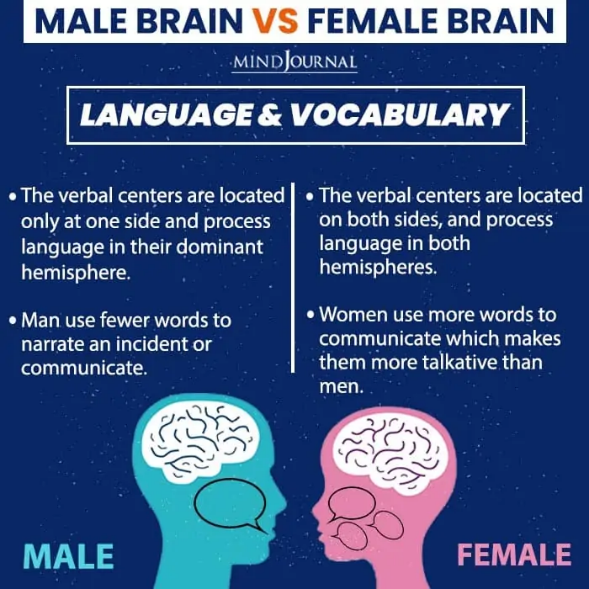 MALE BRAIN VS FEMALE BRAIN
MINDJOURNAL
LANGUAGE & VOCABULARY
• The verbal centers are located
only at one side and process
language in their dominant
hemisphere.
• Man use fewer words to
narrate an incident or
communicate.
• The verbal centers are located
on both sides, and process
language in both
hemispheres.
• Women use more words to
communicate which makes
them more talkative than
men.
MALE
FEMALE